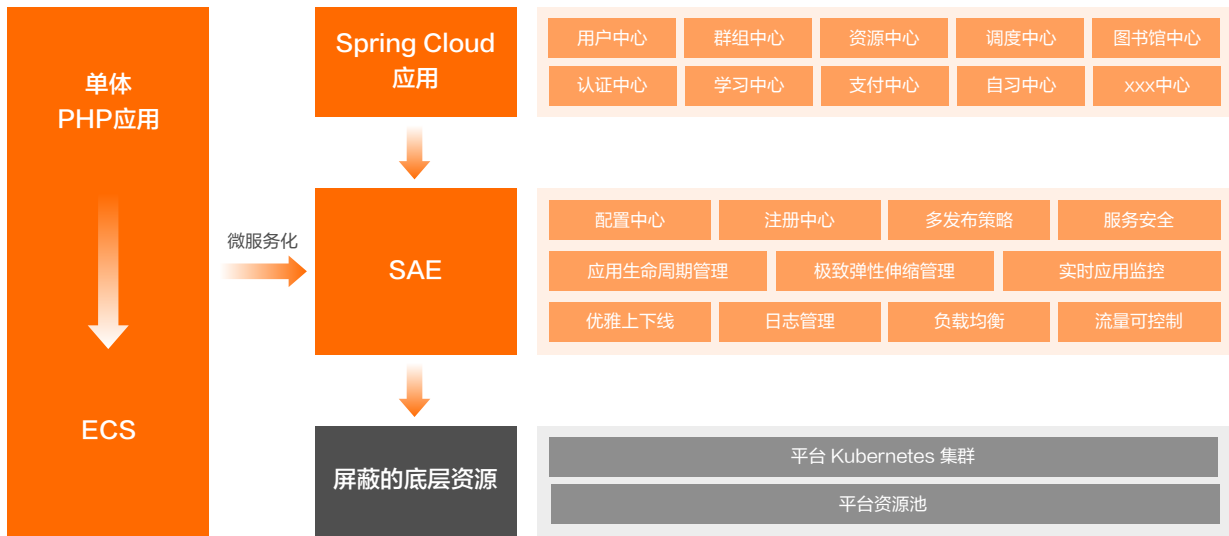 单体
PHP应用
ECS
微服务化
Spring Cloud
应用
用户中心
群组中心
资源中心
调度中心
图书馆中心
认证中心
学习中心
支付中心
自习中心
xxx中心
SAE
配置中心
注册中心
多发布策略
服务安全
应用生命周期管理
极致弹性伸缩管理
实时应用监控
优雅上下线
日志管理
负载均衡
流量可控制
屏蔽的底层资源
平台 Kubernetes 集群
平台资源池